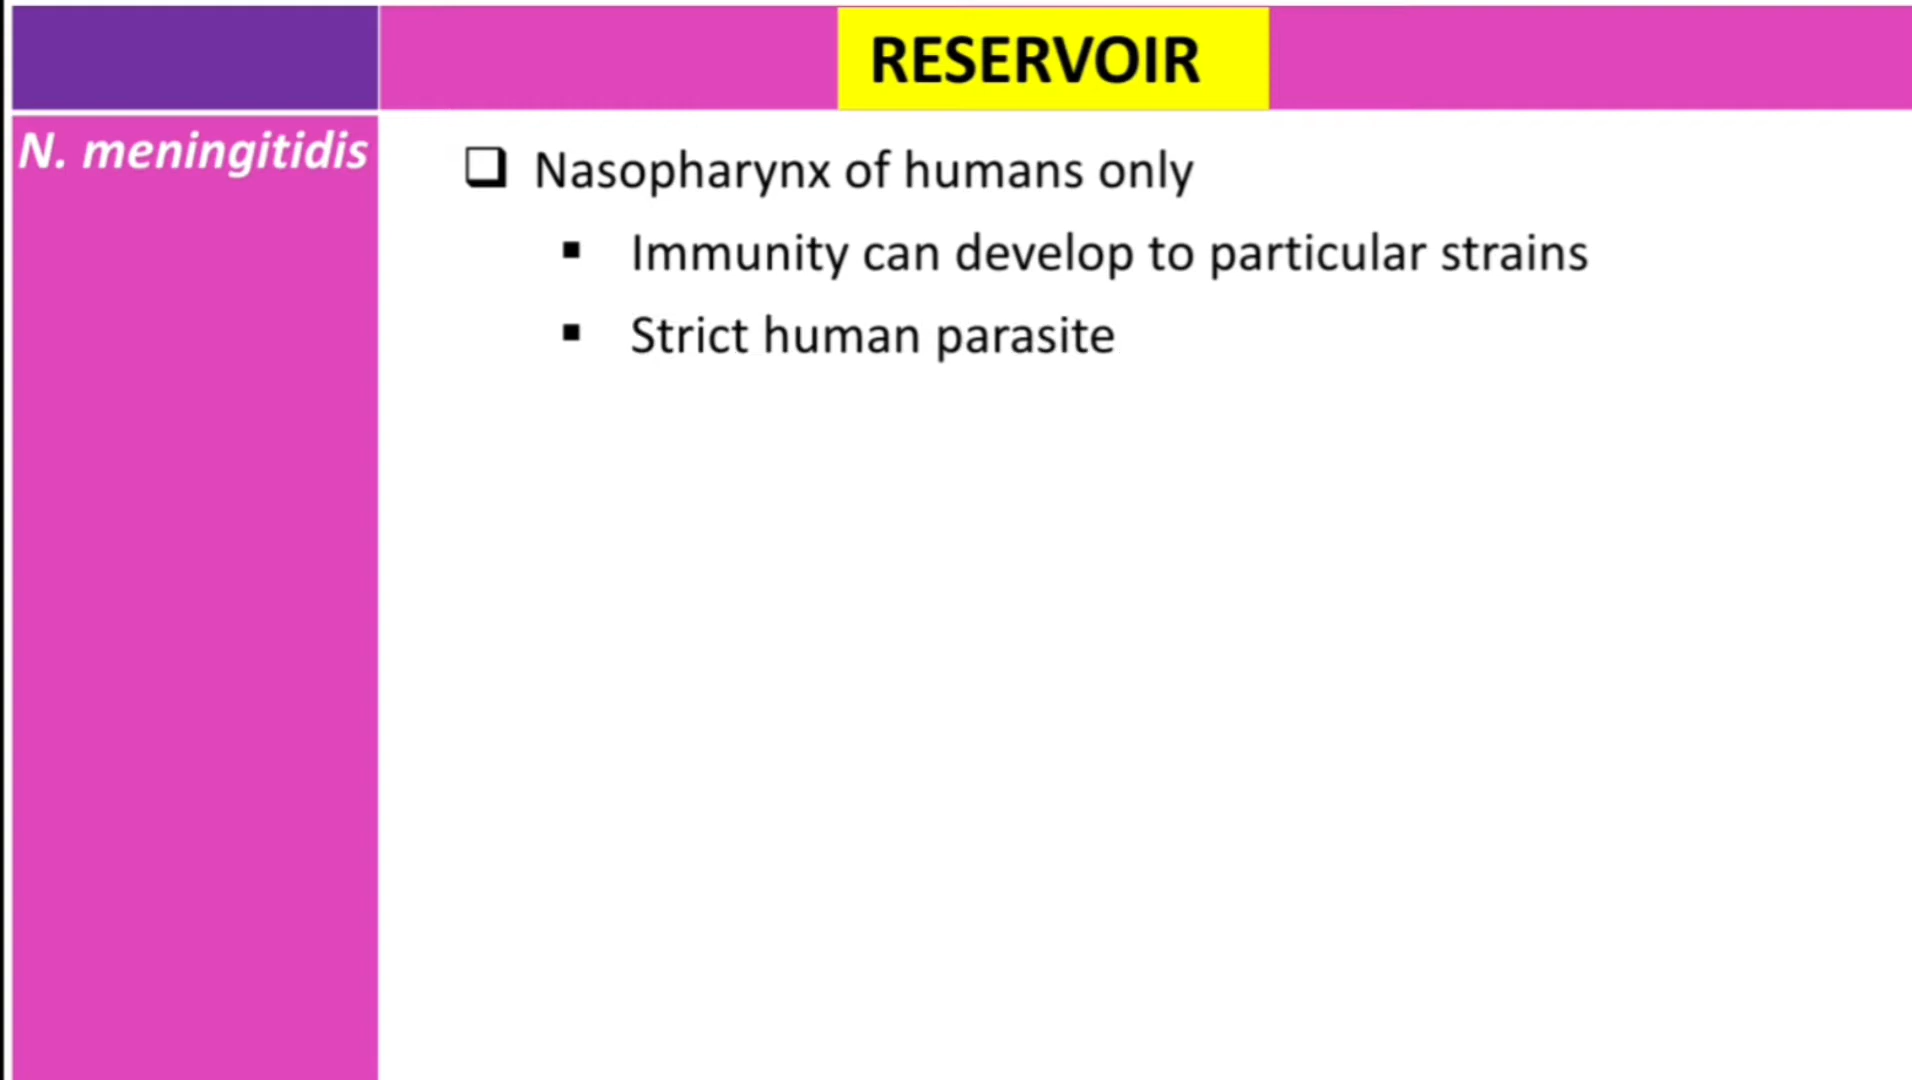 RESERVOIR
N. meningitidis
Nasopharynx of humans only
Immunity can develop to particular strains
Strict human parasite